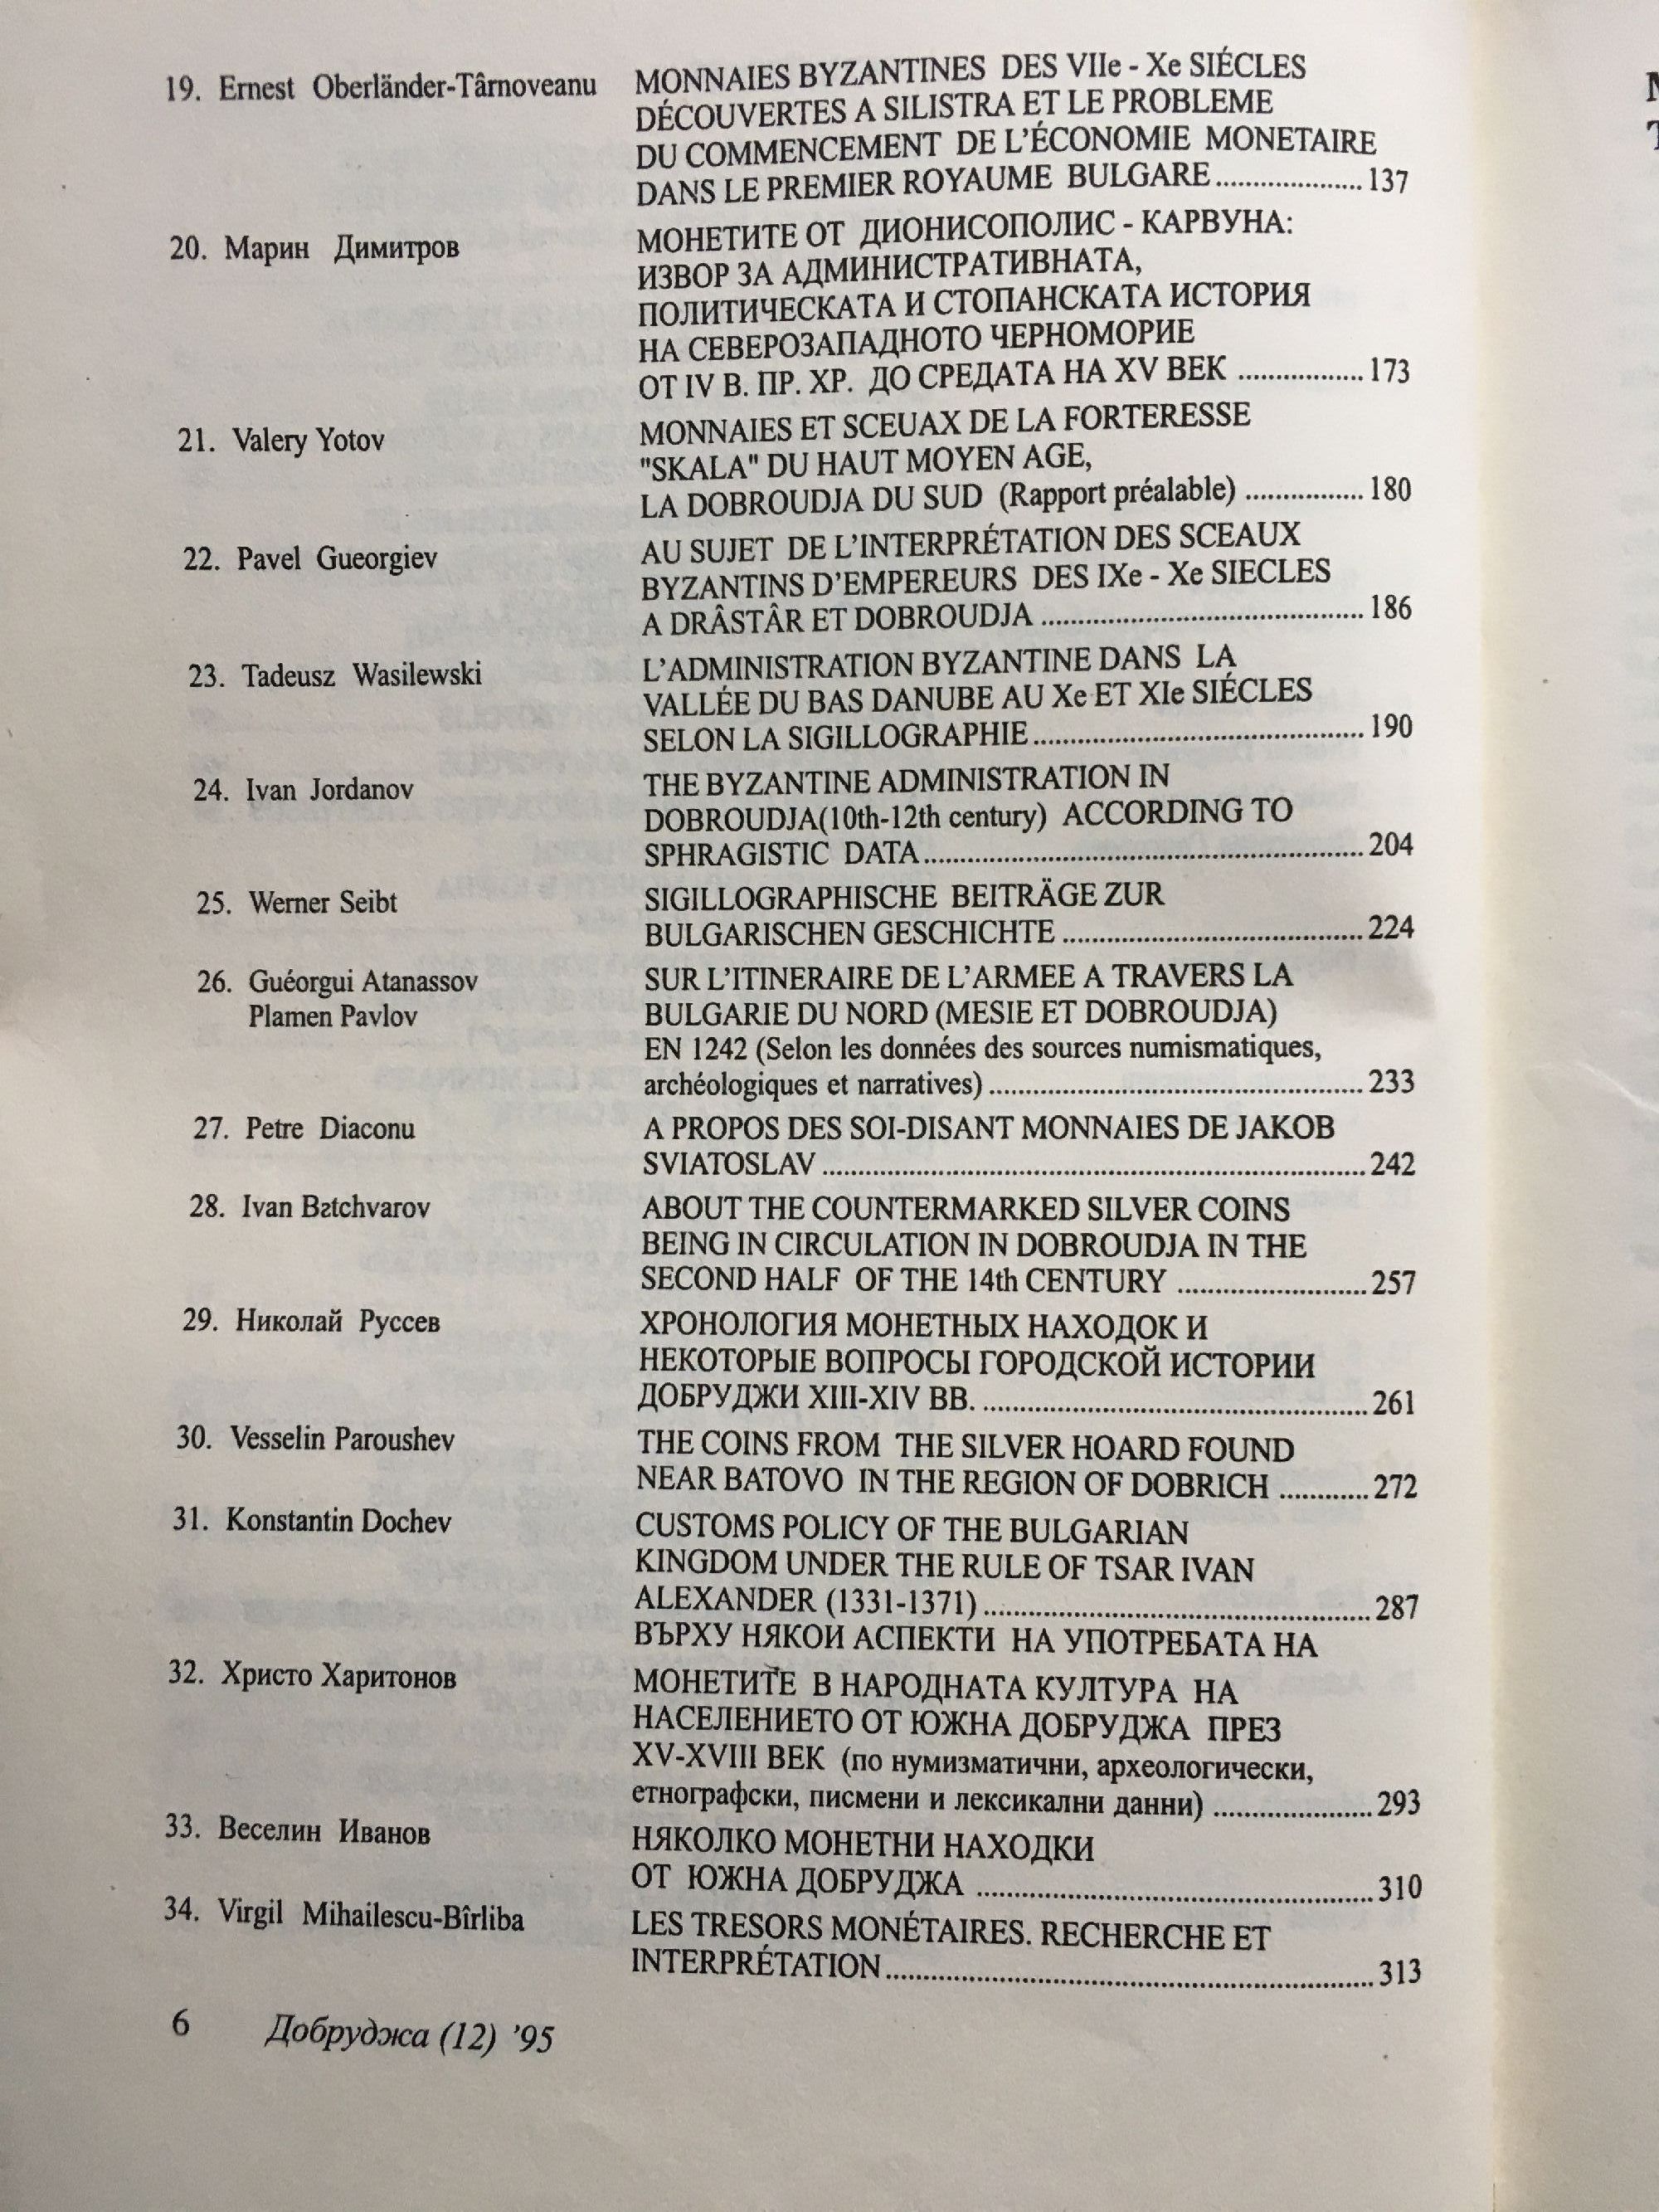 19. Ernest Oberländer-Târnoveanu MONNAIES BYZANTINES DES VIIe - Xe SIÉCLES
DÉCOUVERTES A SILISTRA ET LE PROBLEME
DU COMMENCEMENT DE L'ÉCONOMIE MONETAIRE
DANS LE PREMIER ROYAUME BULGARE.................... 137
20. Марин Димитров МОНЕТИТЕ ОТ ДИОНИСОПОЛИС - КАРВУНА:
ИЗВОР ЗА АДМИНИСТРАТИВНАТА,
ПОЛИТИЧЕСКАТА И СТОПАНСКАТА ИСТОРИЯ
НА СЕВЕРОЗАПАДНОТО ЧЕРНОМОРИЕ
ОТ IV В. ПР. ХР. ДО СРЕДАТА НА XV ВЕК ................. 173
21. Valery Yotov MONNAIES ET SCEUAX DE LA FORTERESSE
"SKALA" DU HAUT MOYEN AGE,
LA DOBROUDJA DU SUD (Rapport préalable) ................ 180
22. Pavel Gueorgiev AU SUJET DE L'INTERPRÉTATION DES SCEAUX
BYZANTINS D'EMPEREURS DES IXe - Xe SIECLES
A DRÂSTÂR ET DOBROUDJA ............................................ 186
23. Tadeusz Wasilewski L'ADMINISTRATION BYZANTINE DANS LA
VALLÉE DU BAS DANUBE AU Xe ET XIe SIÉCLES
SELON LA SIGILLOGRAPHIE............................................. 190
24. Ivan Jordanov THE BYZANTINE ADMINISTRATION IN
DOBROUDJA(10th-12th century) ACCORDING TO
SPHRAGISTIC DATA............................................................ 204
25. Werner Seibt SIGILLOGRAPHISCHE BEITRÄGE ZUR
BULGARISCHEN GESCHICHTE ......................................... 224
26. Guéorgui Atanassov SUR L'ITINERAIRE DE L'ARMEE A TRAVERS LA
Plamen Pavlov BULGARIE DU NORD (MESIE ET DOBROUDJA)
EN 1242 (Selon les données des sources numismatiques,
archéologiques et narratives)................................................... 233
27. Petre Diaconu A PROPOS DES SOI-DISANT MONNAIES DE JAKOB
SVIATOSLAV.......................................................................... 242
28. Ivan Batchvarov ABOUT THE COUNTERMARKED SILVER COINS
BEING IN CIRCULATION IN DOBROUDJA IN THE
SECOND HALF OF THE 14th CENTURY ......................... 257
29. Николай Руссев ХРОНОЛОГИЯ МОНЕТНЫХ НАХОДОК И
НЕКОТОРЫЕ ВОПРОСЫ ГОРОДСКОЙ ИСТОРИИ
ДОБРУДЖИ XIII-XIV ВВ. .................................................... 261
30. Vesselin Paroushev THE COINS FROM THE SILVER HOARD FOUND
NEAR BATOVO IN THE REGION OF DOBRICH ............ 272
31. Konstantin Dochev CUSTOMS POLICY OF THE BULGARIAN
KINGDOM UNDER THE RULE OF TSAR IVAN
ALEXANDER (1331-1371).................................................... 287
ВЪРХУ НЯКОИ АСПЕКТИ НА УПОТРЕБАТА НА
32. Христо Харитонов МОНЕТИТЕ В НАРОДНАТА КУЛТУРА НА
НАСЕЛЕНИЕТО ОТ ЮЖНА ДОБРУДЖА ПРЕЗ
XV-XVIII ВЕК (по нумизматични, археологически,
етнографски, писмени и лексикални данни) ..................... 293
33. Веселин Иванов НЯКОЛКО МОНЕТНИ НАХОДКИ
ОТ ЮЖНА ДОБРУДЖА ..................................................... 310
34. Virgil Mihailescu-Bîrliba LES TRESORS MONÉTAIRES. RECHERCHE ET
INTERPRÉTATION................................................................. 313
6 Добруджа (12) '95